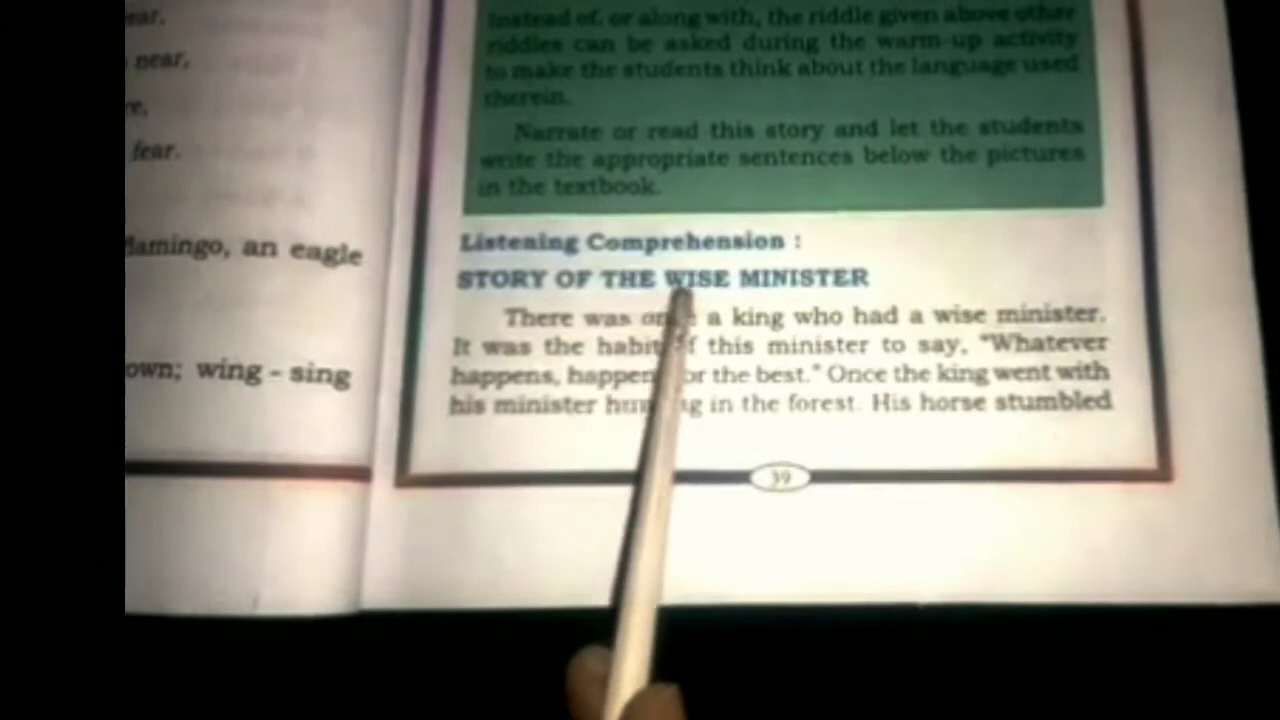 ear.
near,
re,
fear.
flamingo, an eagle
own; wing - sing
Instead of, or along with, the riddle given above other
riddles can be asked during the warm-up activity
to make the students think about the language used
therein.
Narrate or read this story and let the students
write the appropriate sentences below the pictures
in the textbook.
Listening Comprehension :
STORY OF THE WISE MINISTER
There was once a king who had a wise minister.
It was the habit of this minister to say, "Whatever
happens, happens for the best." Once the king went with
his minister hunting in the forest. His horse stumbled
39